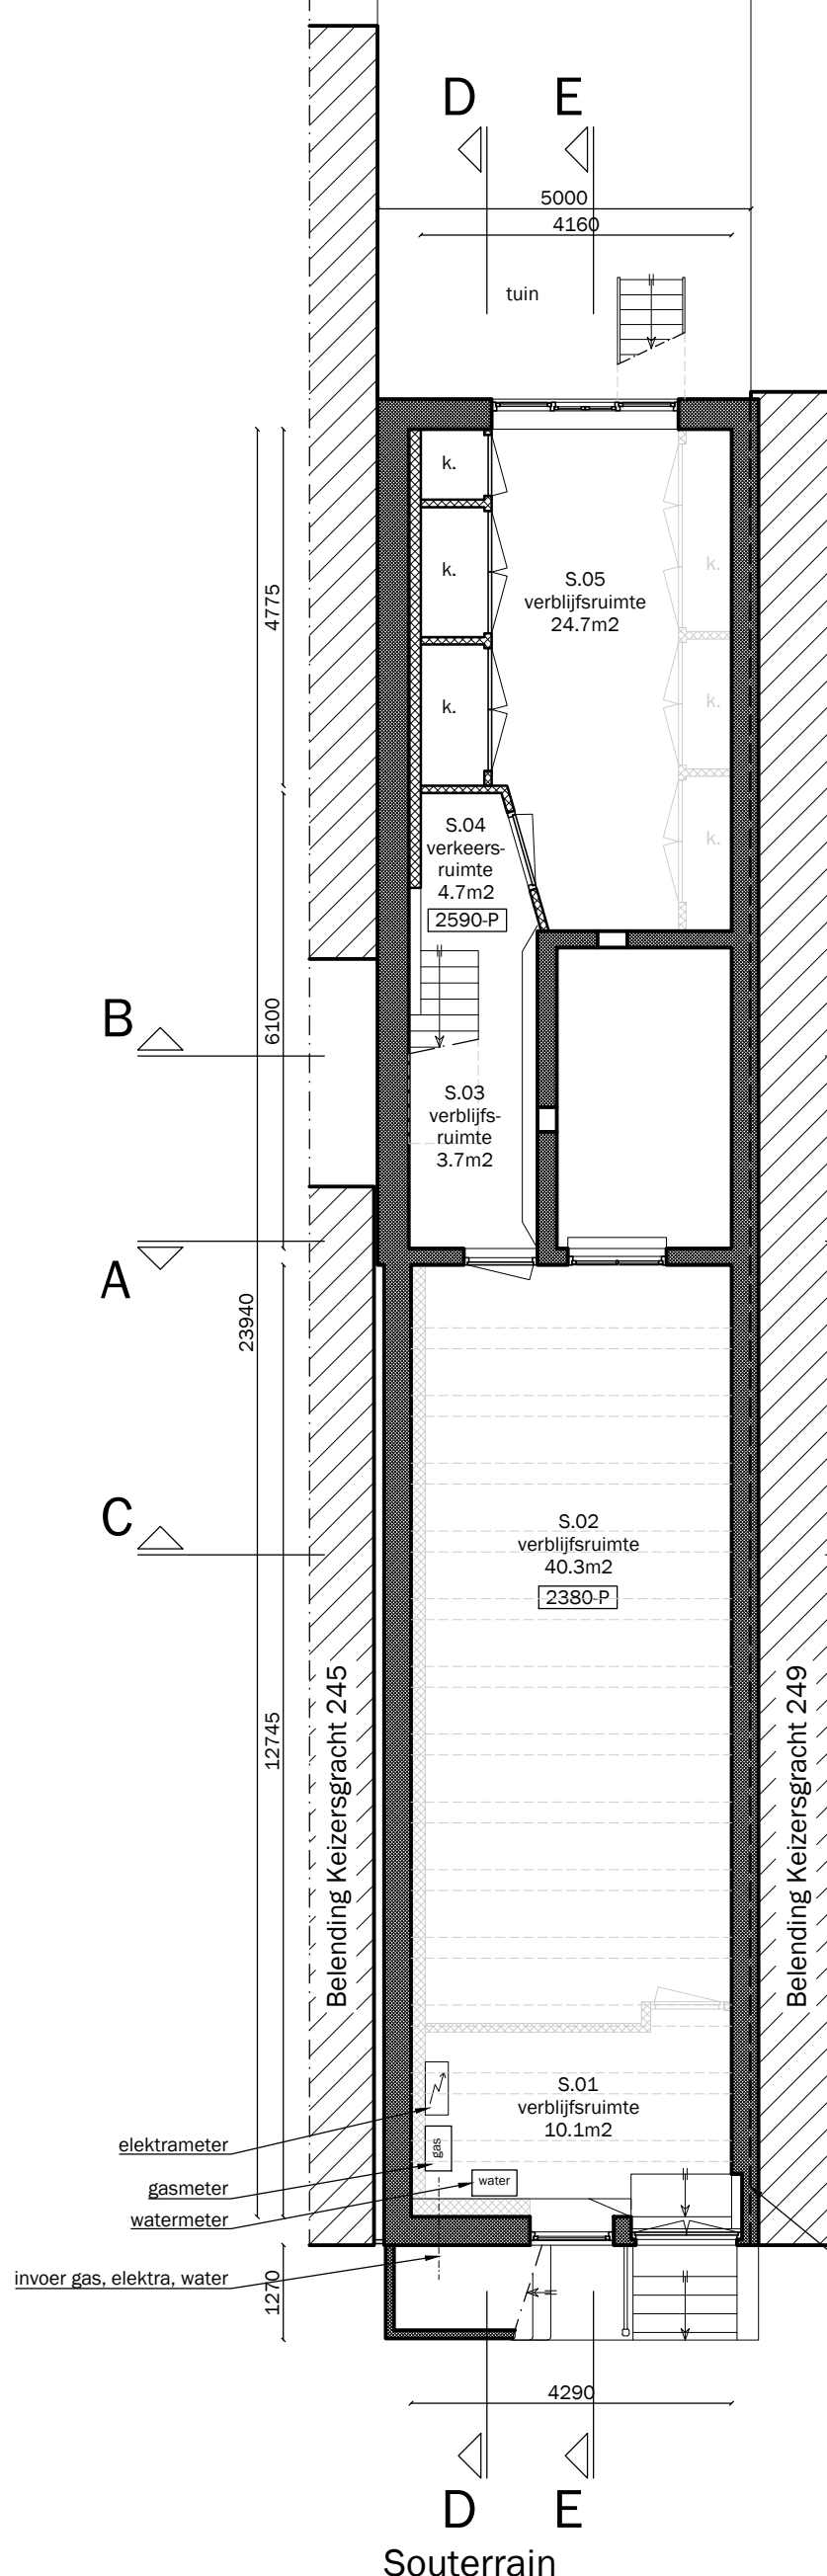 D
E
5000
4160
tuin
k.
k.
k.
4775
S.05
verblijfsruimte
24.7m2
k.
k.
k.
S.04
verkeers-
ruimte
4.7m2
2590-P
B
6100
S.03
verblijfs-
ruimte
3.7m2
A
23940
C
S.02
verblijfsruimte
40.3m2
2380-P
12745
Belending Keizersgracht 245
Belending Keizersgracht 249
S.01
verblijfsruimte
10.1m2
elektrameter
gas
gasmeter
water
watermeter
invoer gas, elektra, water
1270
4290
D
E
Souterrain